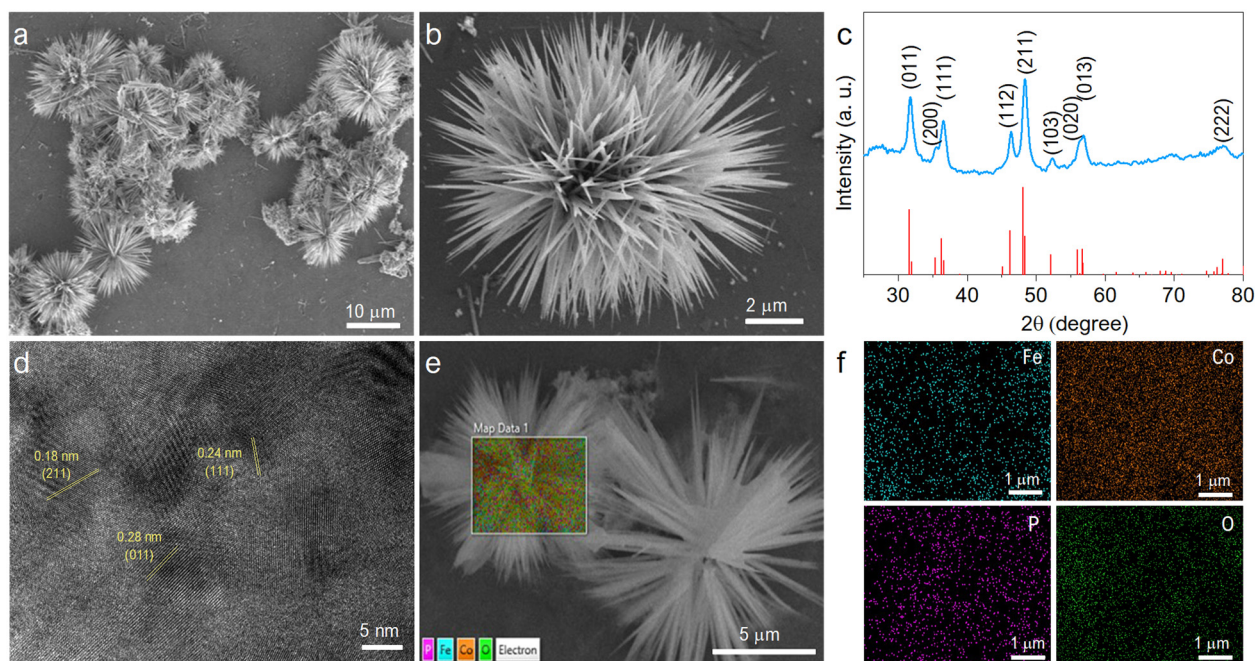 a
10 μm
b
2 μm
c
Intensity (a. u.)
(011)
(200)
(111)
(112)
(211)
(103)
(020)
(013)
(222)
30 40 50 60 70 80
2θ (degree)
d
0.18 nm
(211)
0.24 nm
(111)
0.28 nm
(011)
5 nm
e
Map Data 1
P Fe Co O Electron
5 μm
f
Fe
1 μm
Co
1 μm
P
1 μm
O
1 μm